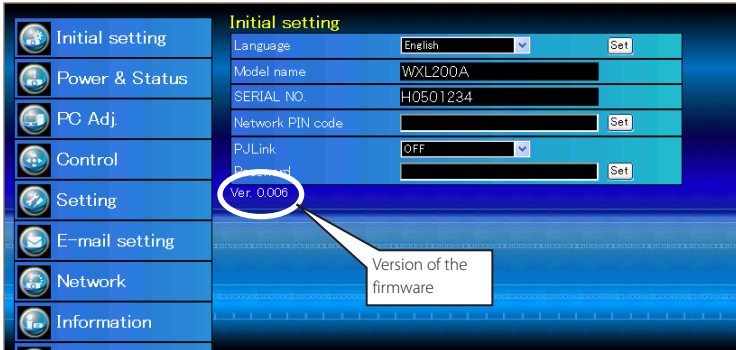 Initial setting
Power & Status
PC Adj.
Control
Setting
E-mail setting
Network
Information
Initial setting
Language English Set
Model name WXL200A
SERIAL NO. H0501234
Network PIN code Set
PJLink OFF
Password Set
Ver. 0.006
Version of the
firmware